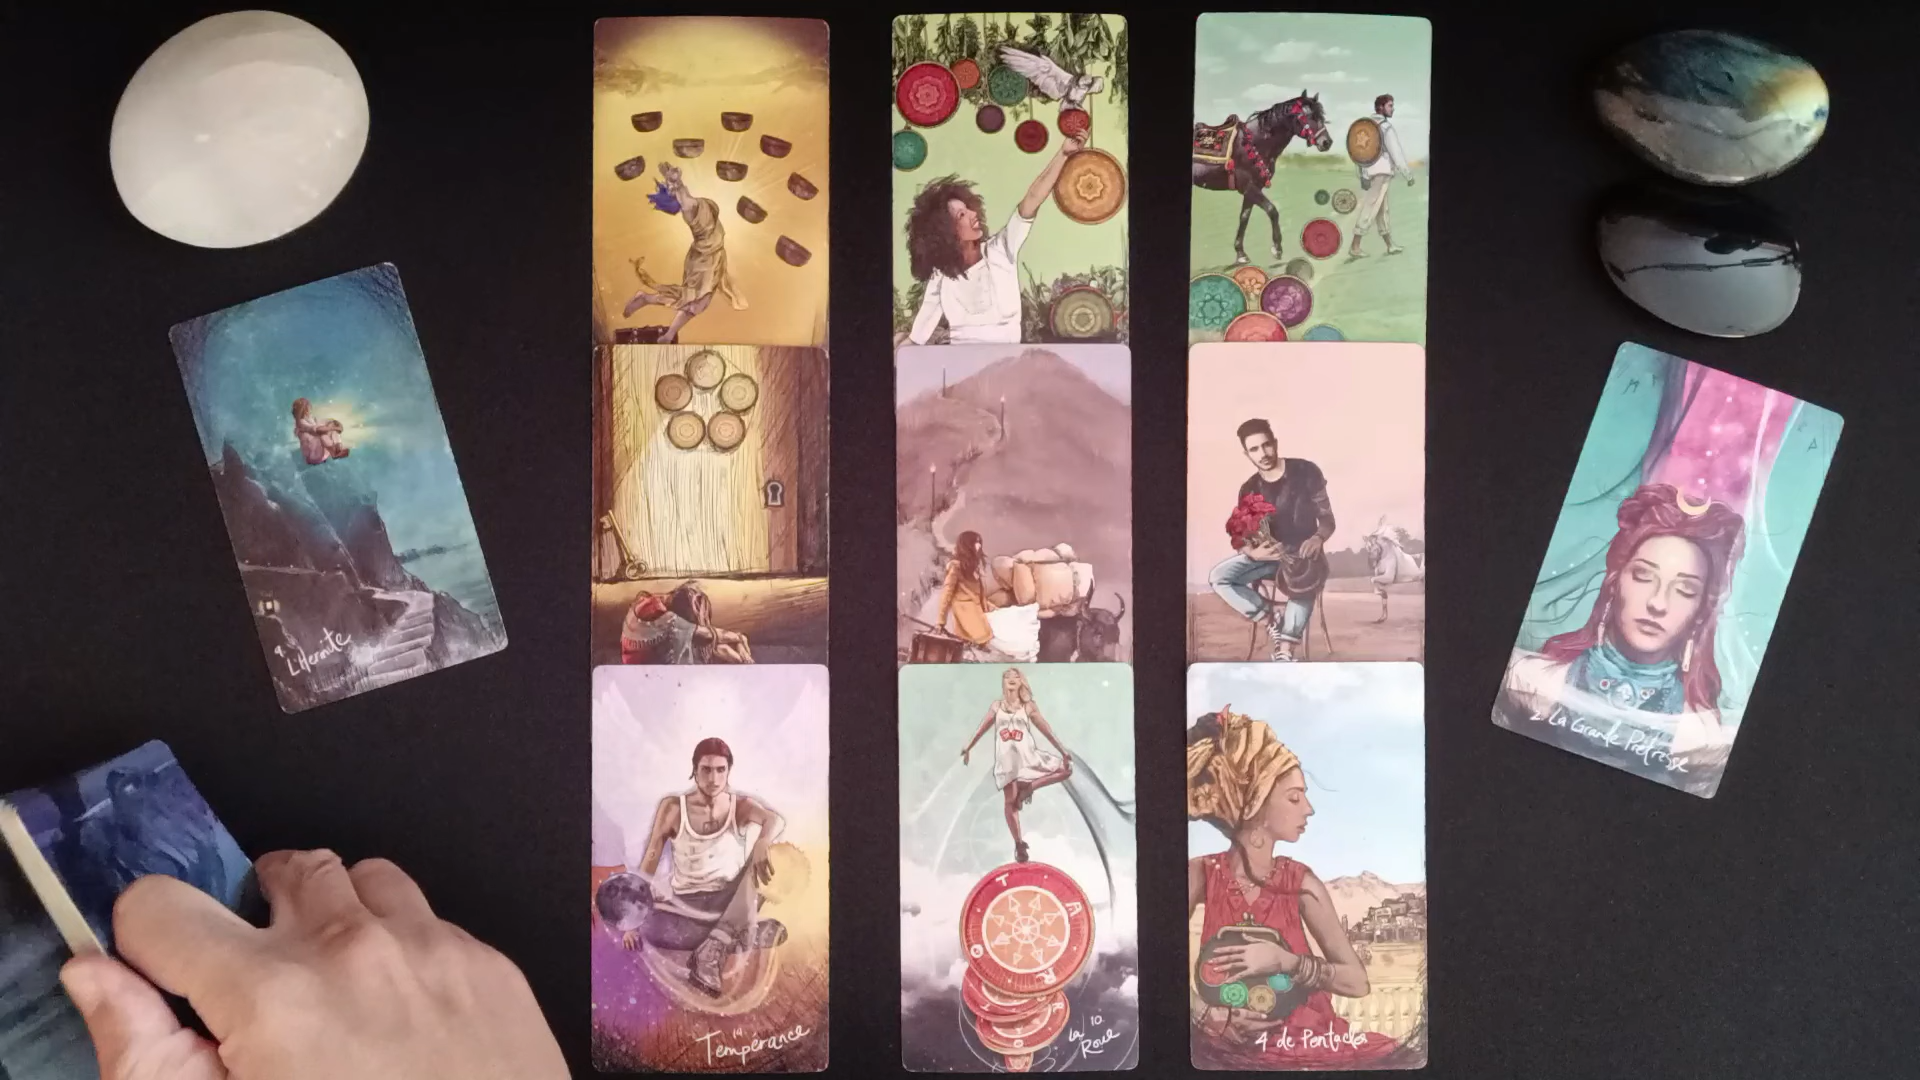 9.
L'Hermite
2. La Grande Prêtresse
14.
Tempérance
T A R O
10.
La
Roue
4 de Pentacles